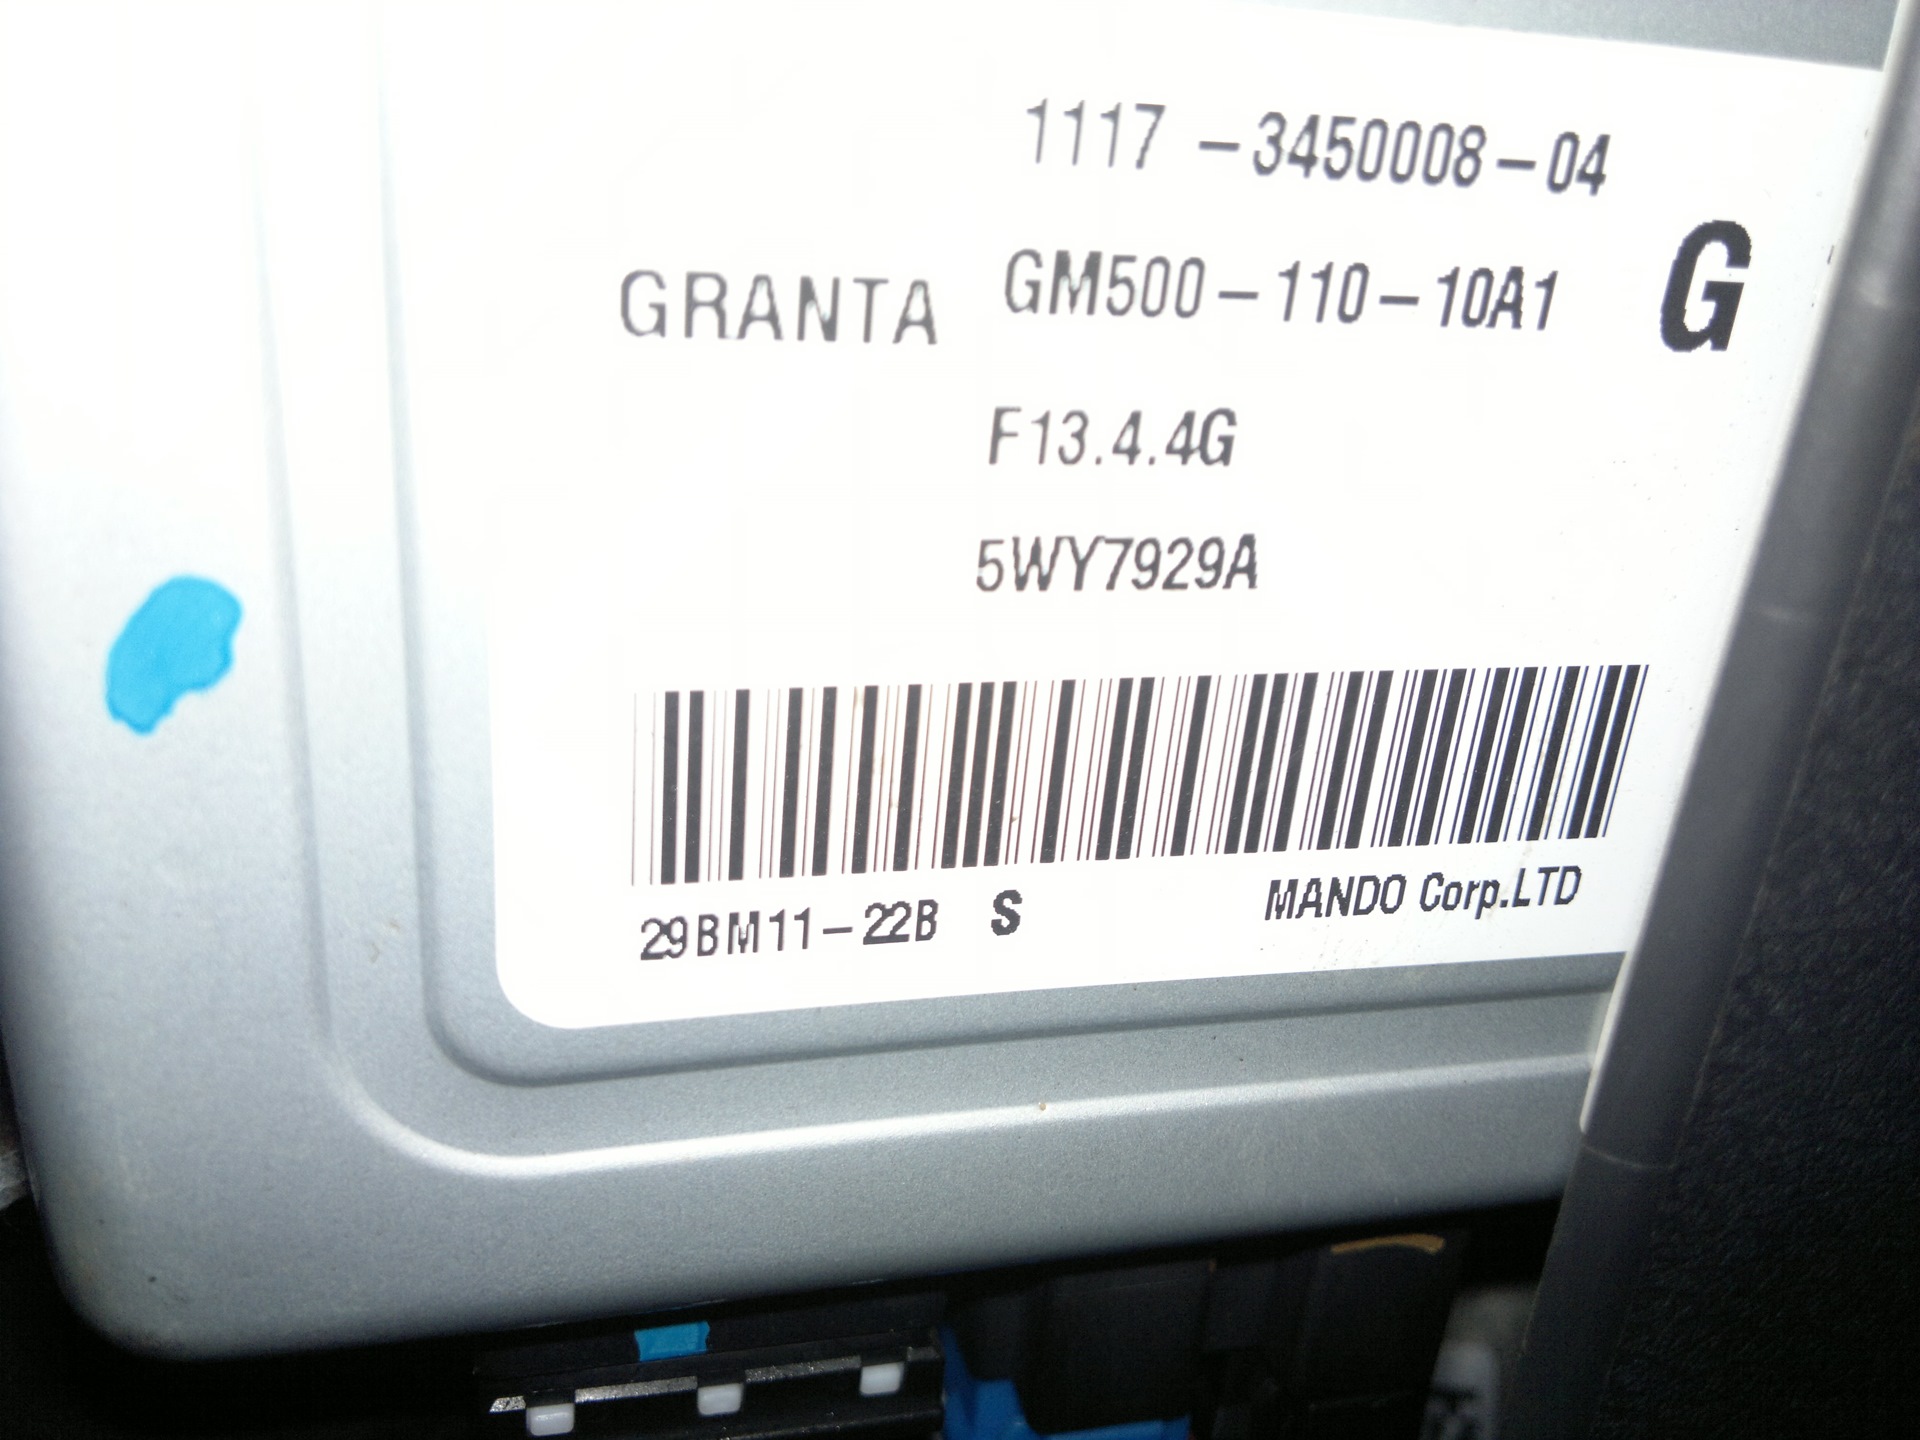 1117-3450008-04
GRANTA GM500-110-10A1 G
F13.4.4G
5WY7929A
29BM11-22B S MANDO Corp.LTD